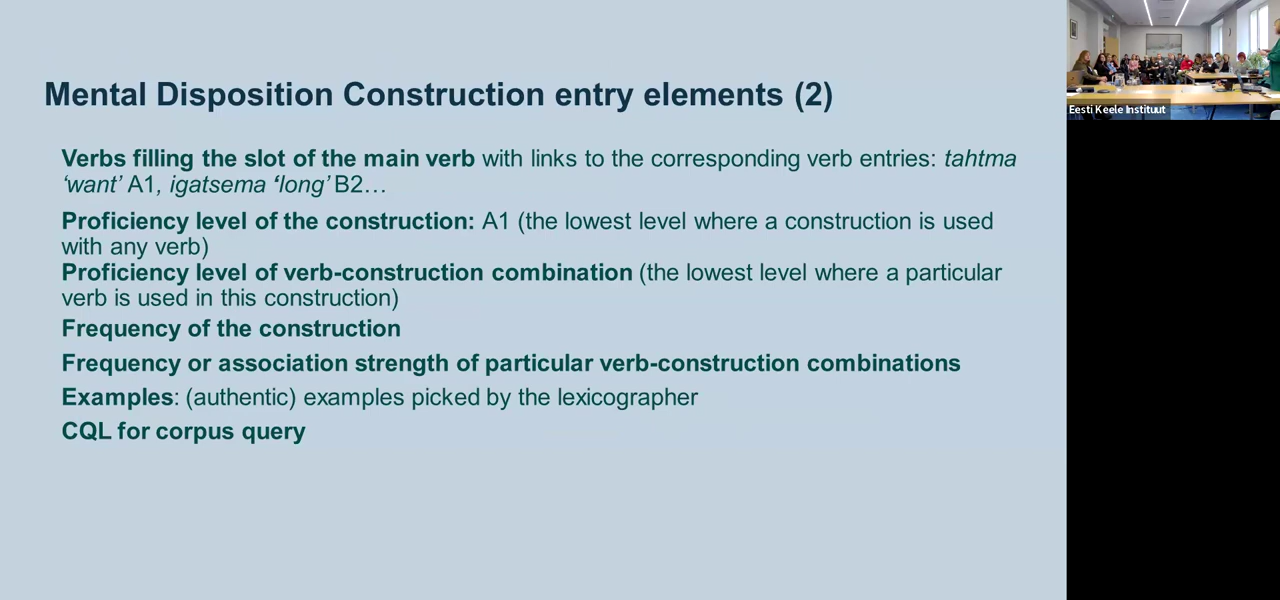 Mental Disposition Construction entry elements (2)
Verbs filling the slot of the main verb with links to the corresponding verb entries: tahtma
‘want’ A1, igatsema ‘long’ B2…
Proficiency level of the construction: A1 (the lowest level where a construction is used
with any verb)
Proficiency level of verb-construction combination (the lowest level where a particular
verb is used in this construction)
Frequency of the construction
Frequency or association strength of particular verb-construction combinations
Examples: (authentic) examples picked by the lexicographer
CQL for corpus query
Eesti Keele Instituut